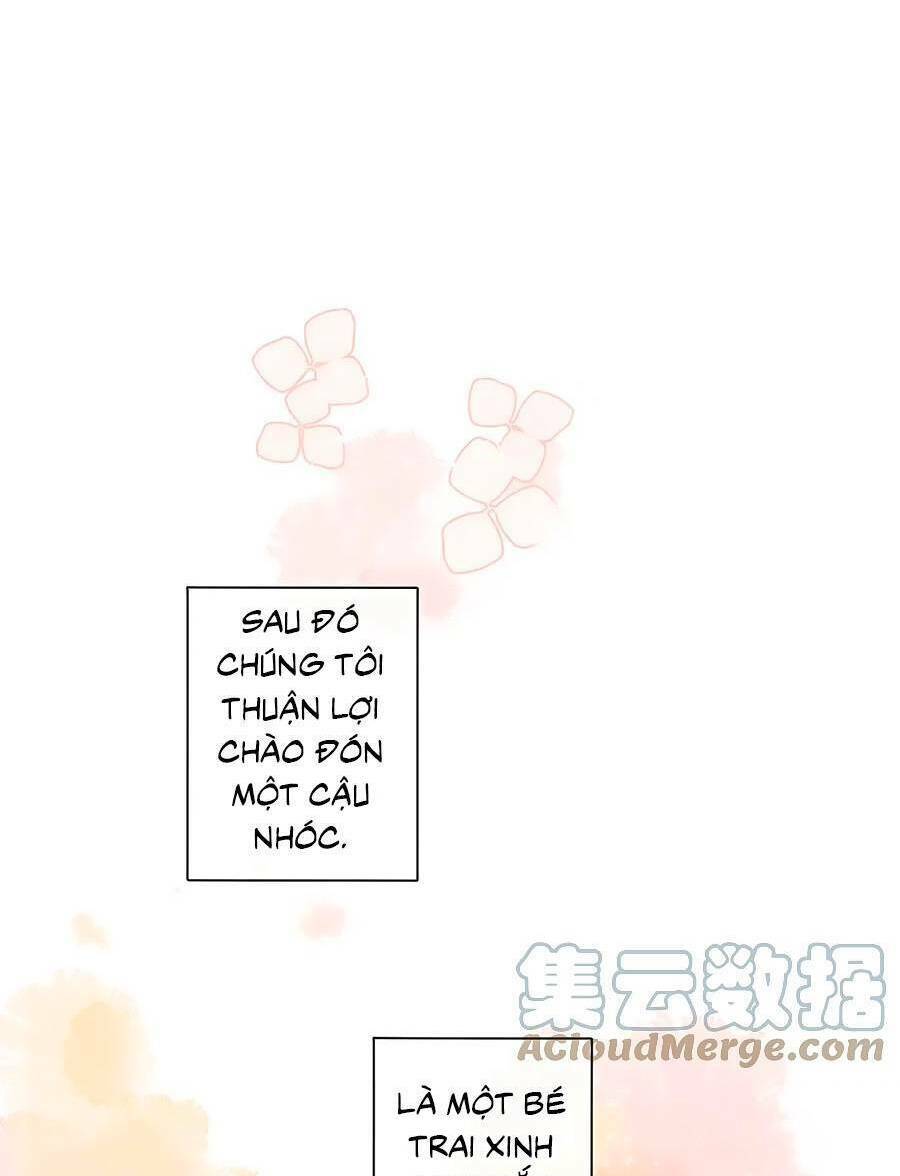 SAU ĐÓ
CHÚNG TÔI
THUẬN LỢI
CHÀO ĐÓN
MỘT CẬU
NHÓC.
集云数据
AcloudMerge.com
LÀ MỘT BÉ
TRAI XINH